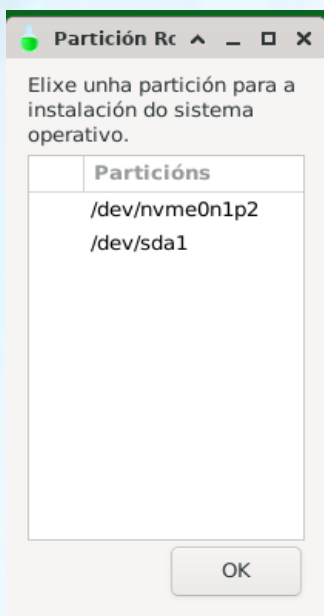 Partición Rc
Elixe unha partición para a
instalación do sistema
operativo.
Particións
/dev/nvme0n1p2
/dev/sda1
OK